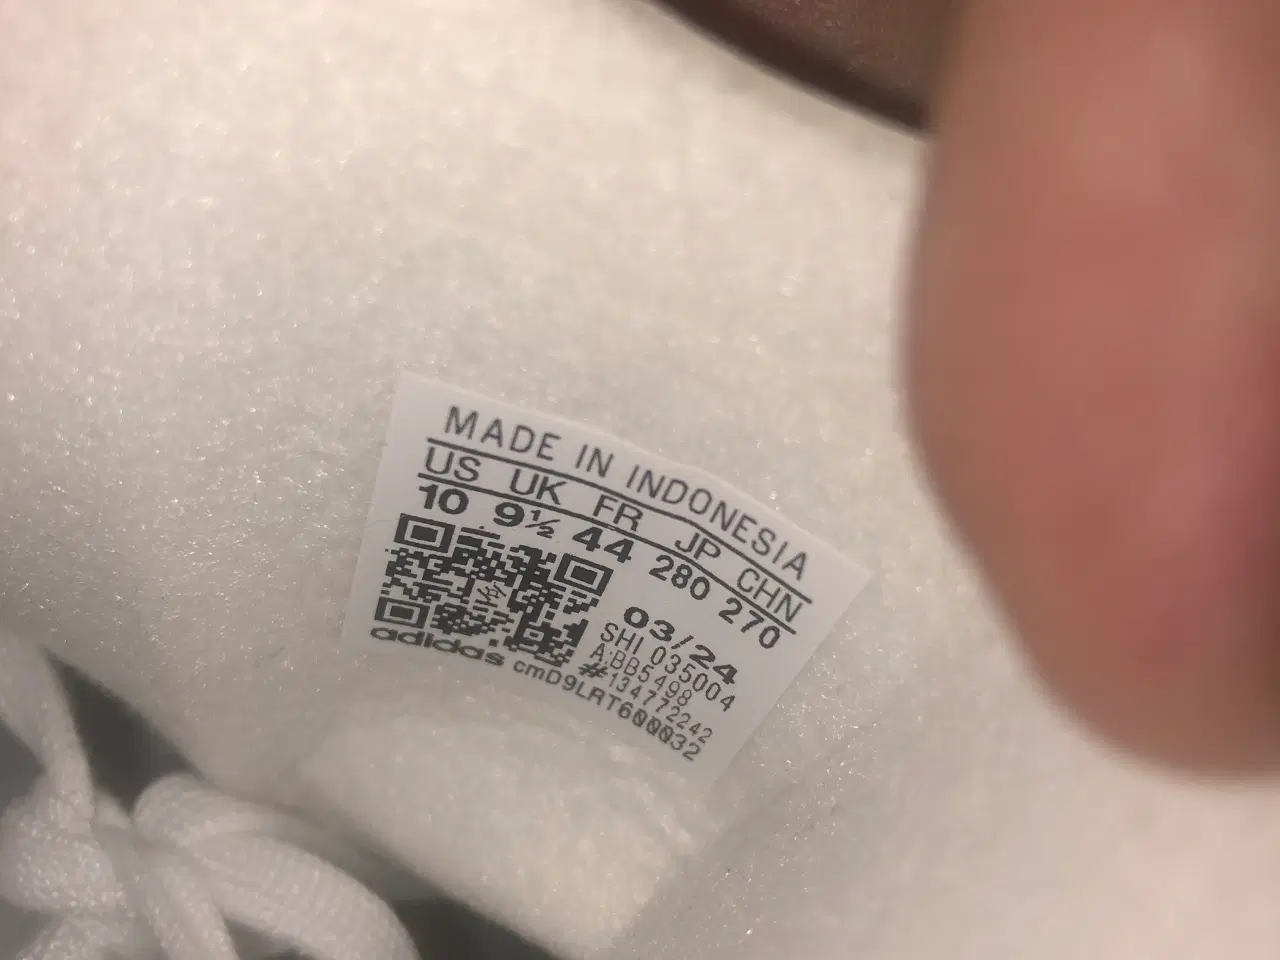 MADE IN INDONESIA
US UK FR JP CHN
10 9½ 44 280 270
03/24
SHI 035004
A:BB5498
#134772242
adidas cmD9LRT600032